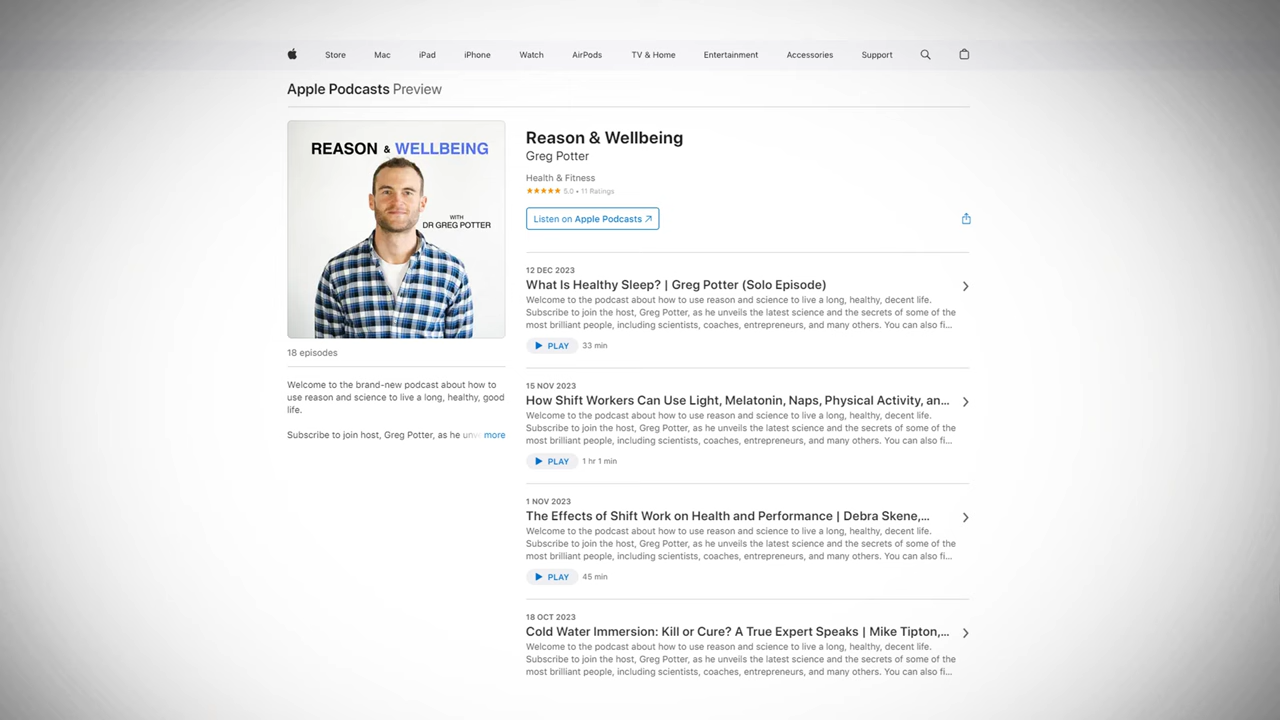 Store Mac iPad iPhone Watch AirPods TV & Home Entertainment Accessories Support
Apple Podcasts Preview
REASON & WELLBEING
WITH
DR GREG POTTER
18 episodes
Welcome to the brand-new podcast about how to
use reason and science to live a long, healthy, good
life.
Subscribe to join host, Greg Potter, as he unve more
Reason & Wellbeing
Greg Potter
Health & Fitness
★★★★★ 5.0 • 11 Ratings
Listen on Apple Podcasts ↗
12 DEC 2023
What Is Healthy Sleep? | Greg Potter (Solo Episode)
Welcome to the podcast about how to use reason and science to live a long, healthy, decent life.
Subscribe to join the host, Greg Potter, as he unveils the latest science and the secrets of some of the
most brilliant people, including scientists, coaches, entrepreneurs, and many others. You can also fi...
PLAY 33 min
15 NOV 2023
How Shift Workers Can Use Light, Melatonin, Naps, Physical Activity, an...
Welcome to the podcast about how to use reason and science to live a long, healthy, decent life.
Subscribe to join the host, Greg Potter, as he unveils the latest science and the secrets of some of the
most brilliant people, including scientists, coaches, entrepreneurs, and many others. You can also fi...
PLAY 1 hr 1 min
1 NOV 2023
The Effects of Shift Work on Health and Performance | Debra Skene,...
Welcome to the podcast about how to use reason and science to live a long, healthy, decent life.
Subscribe to join the host, Greg Potter, as he unveils the latest science and the secrets of some of the
most brilliant people, including scientists, coaches, entrepreneurs, and many others. You can also fi...
PLAY 45 min
18 OCT 2023
Cold Water Immersion: Kill or Cure? A True Expert Speaks | Mike Tipton,...
Welcome to the podcast about how to use reason and science to live a long, healthy, decent life.
Subscribe to join the host, Greg Potter, as he unveils the latest science and the secrets of some of the
most brilliant people, including scientists, coaches, entrepreneurs, and many others. You can also fi...